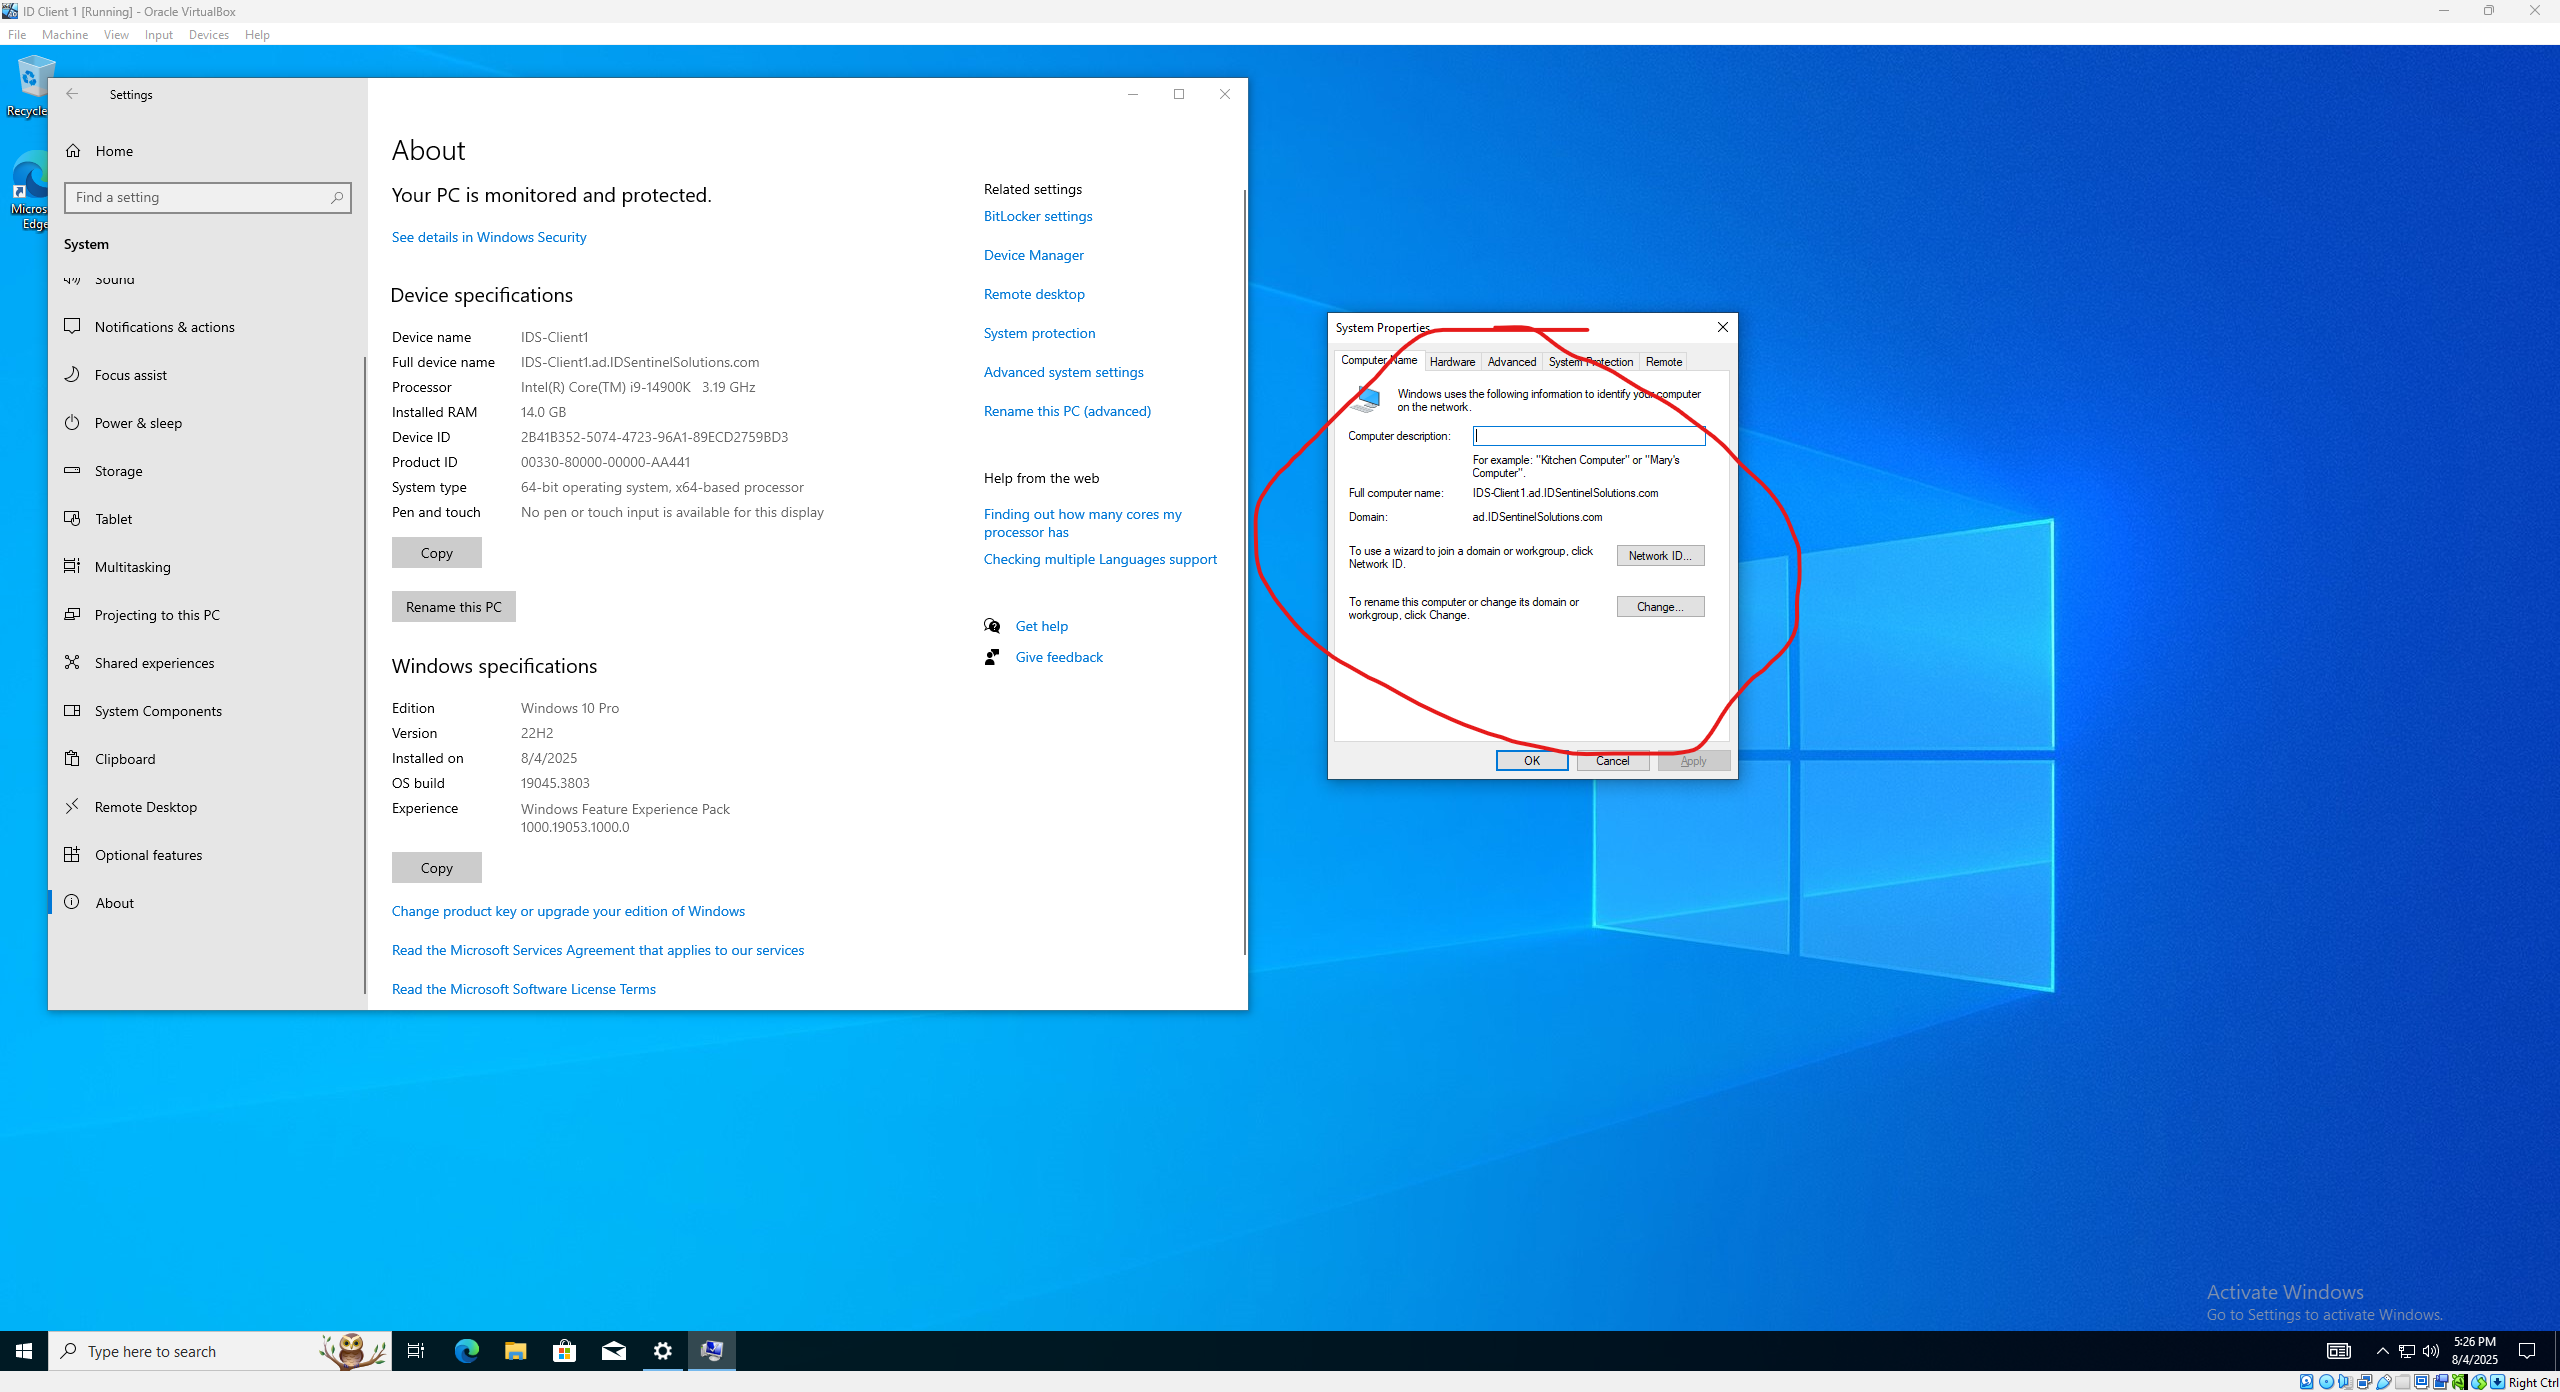 ID Client 1 [Running] - Oracle VirtualBox
File Machine View Input Devices Help
Recycle
Micros
Edge
Settings
Home
Find a setting
System
Sound
Notifications & actions
Focus assist
Power & sleep
Storage
Tablet
Multitasking
Projecting to this PC
Shared experiences
System Components
Clipboard
Remote Desktop
Optional features
About
About
Your PC is monitored and protected.
See details in Windows Security
Device specifications
Device name IDS-Client1
Full device name IDS-Client1.ad.IDSentinelSolutions.com
Processor Intel(R) Core(TM) i9-14900K 3.19 GHz
Installed RAM 14.0 GB
Device ID 2B41B352-5074-4723-96A1-89ECD2759BD3
Product ID 00330-80000-00000-AA441
System type 64-bit operating system, x64-based processor
Pen and touch No pen or touch input is available for this display
Copy
Rename this PC
Windows specifications
Edition Windows 10 Pro
Version 22H2
Installed on 8/4/2025
OS build 19045.3803
Experience Windows Feature Experience Pack
1000.19053.1000.0
Copy
Change product key or upgrade your edition of Windows
Read the Microsoft Services Agreement that applies to our services
Read the Microsoft Software License Terms
Related settings
BitLocker settings
Device Manager
Remote desktop
System protection
Advanced system settings
Rename this PC (advanced)
Help from the web
Finding out how many cores my
processor has
Checking multiple Languages support
Get help
Give feedback
System Properties
Computer Name Hardware Advanced System Protection Remote
Windows uses the following information to identify your computer
on the network.
Computer description:
For example: "Kitchen Computer" or "Mary's
Computer".
Full computer name: IDS-Client1.ad.IDSentinelSolutions.com
Domain: ad.IDSentinelSolutions.com
To use a wizard to join a domain or workgroup, click
Network ID.
Network ID...
To rename this computer or change its domain or
workgroup, click Change.
Change...
OK Cancel Apply
Activate Windows
Go to Settings to activate Windows.
Type here to search
5:26 PM
8/4/2025
Right Ctrl